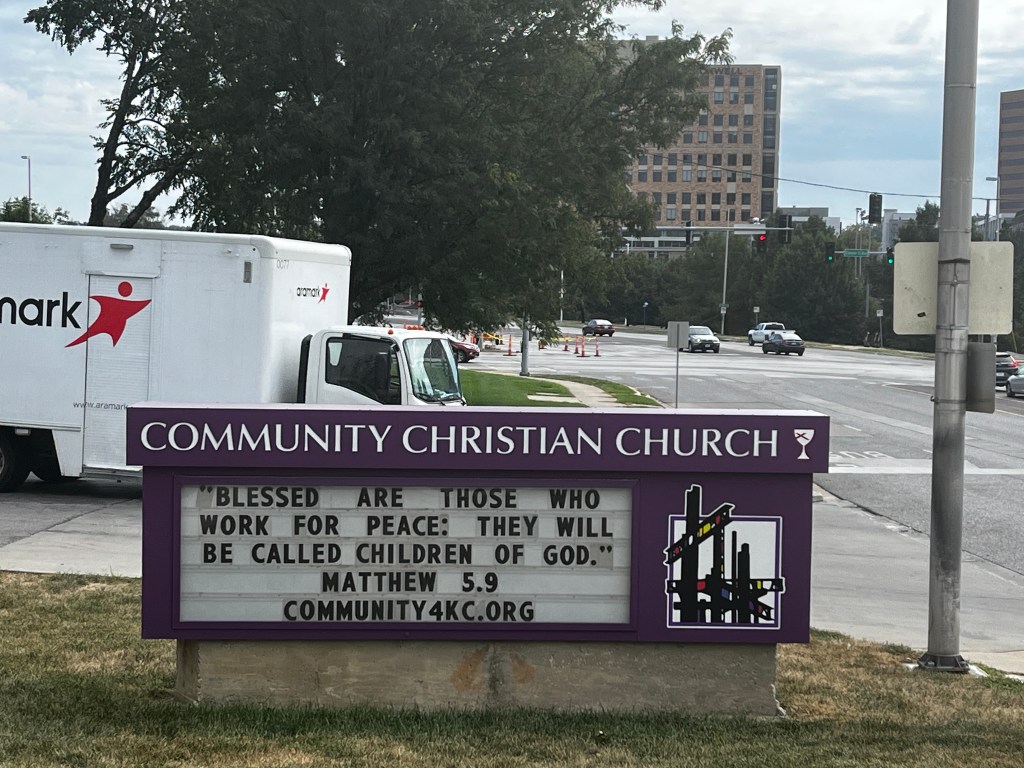 aramark
www.aramark
COMMUNITY CHRISTIAN CHURCH
"BLESSED ARE THOSE WHO
WORK FOR PEACE: THEY WILL
BE CALLED CHILDREN OF GOD."
MATTHEW 5.9
COMMUNITY4KC.ORG